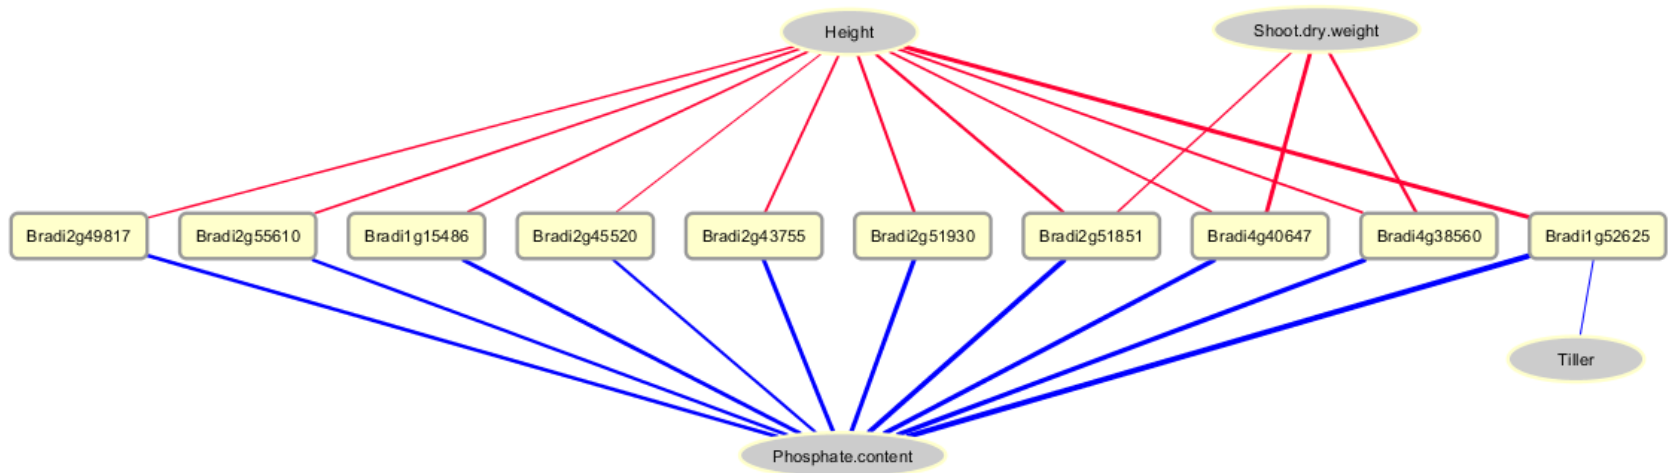 Height
Shoot.dry.weight
Bradi2g49817
Bradi2g55610
Bradi1g15486
Bradi2g45520
Bradi2g43755
Bradi2g51930
Bradi2g51851
Bradi4g40647
Bradi4g38560
Bradi1g52625
Tiller
Phosphate.content